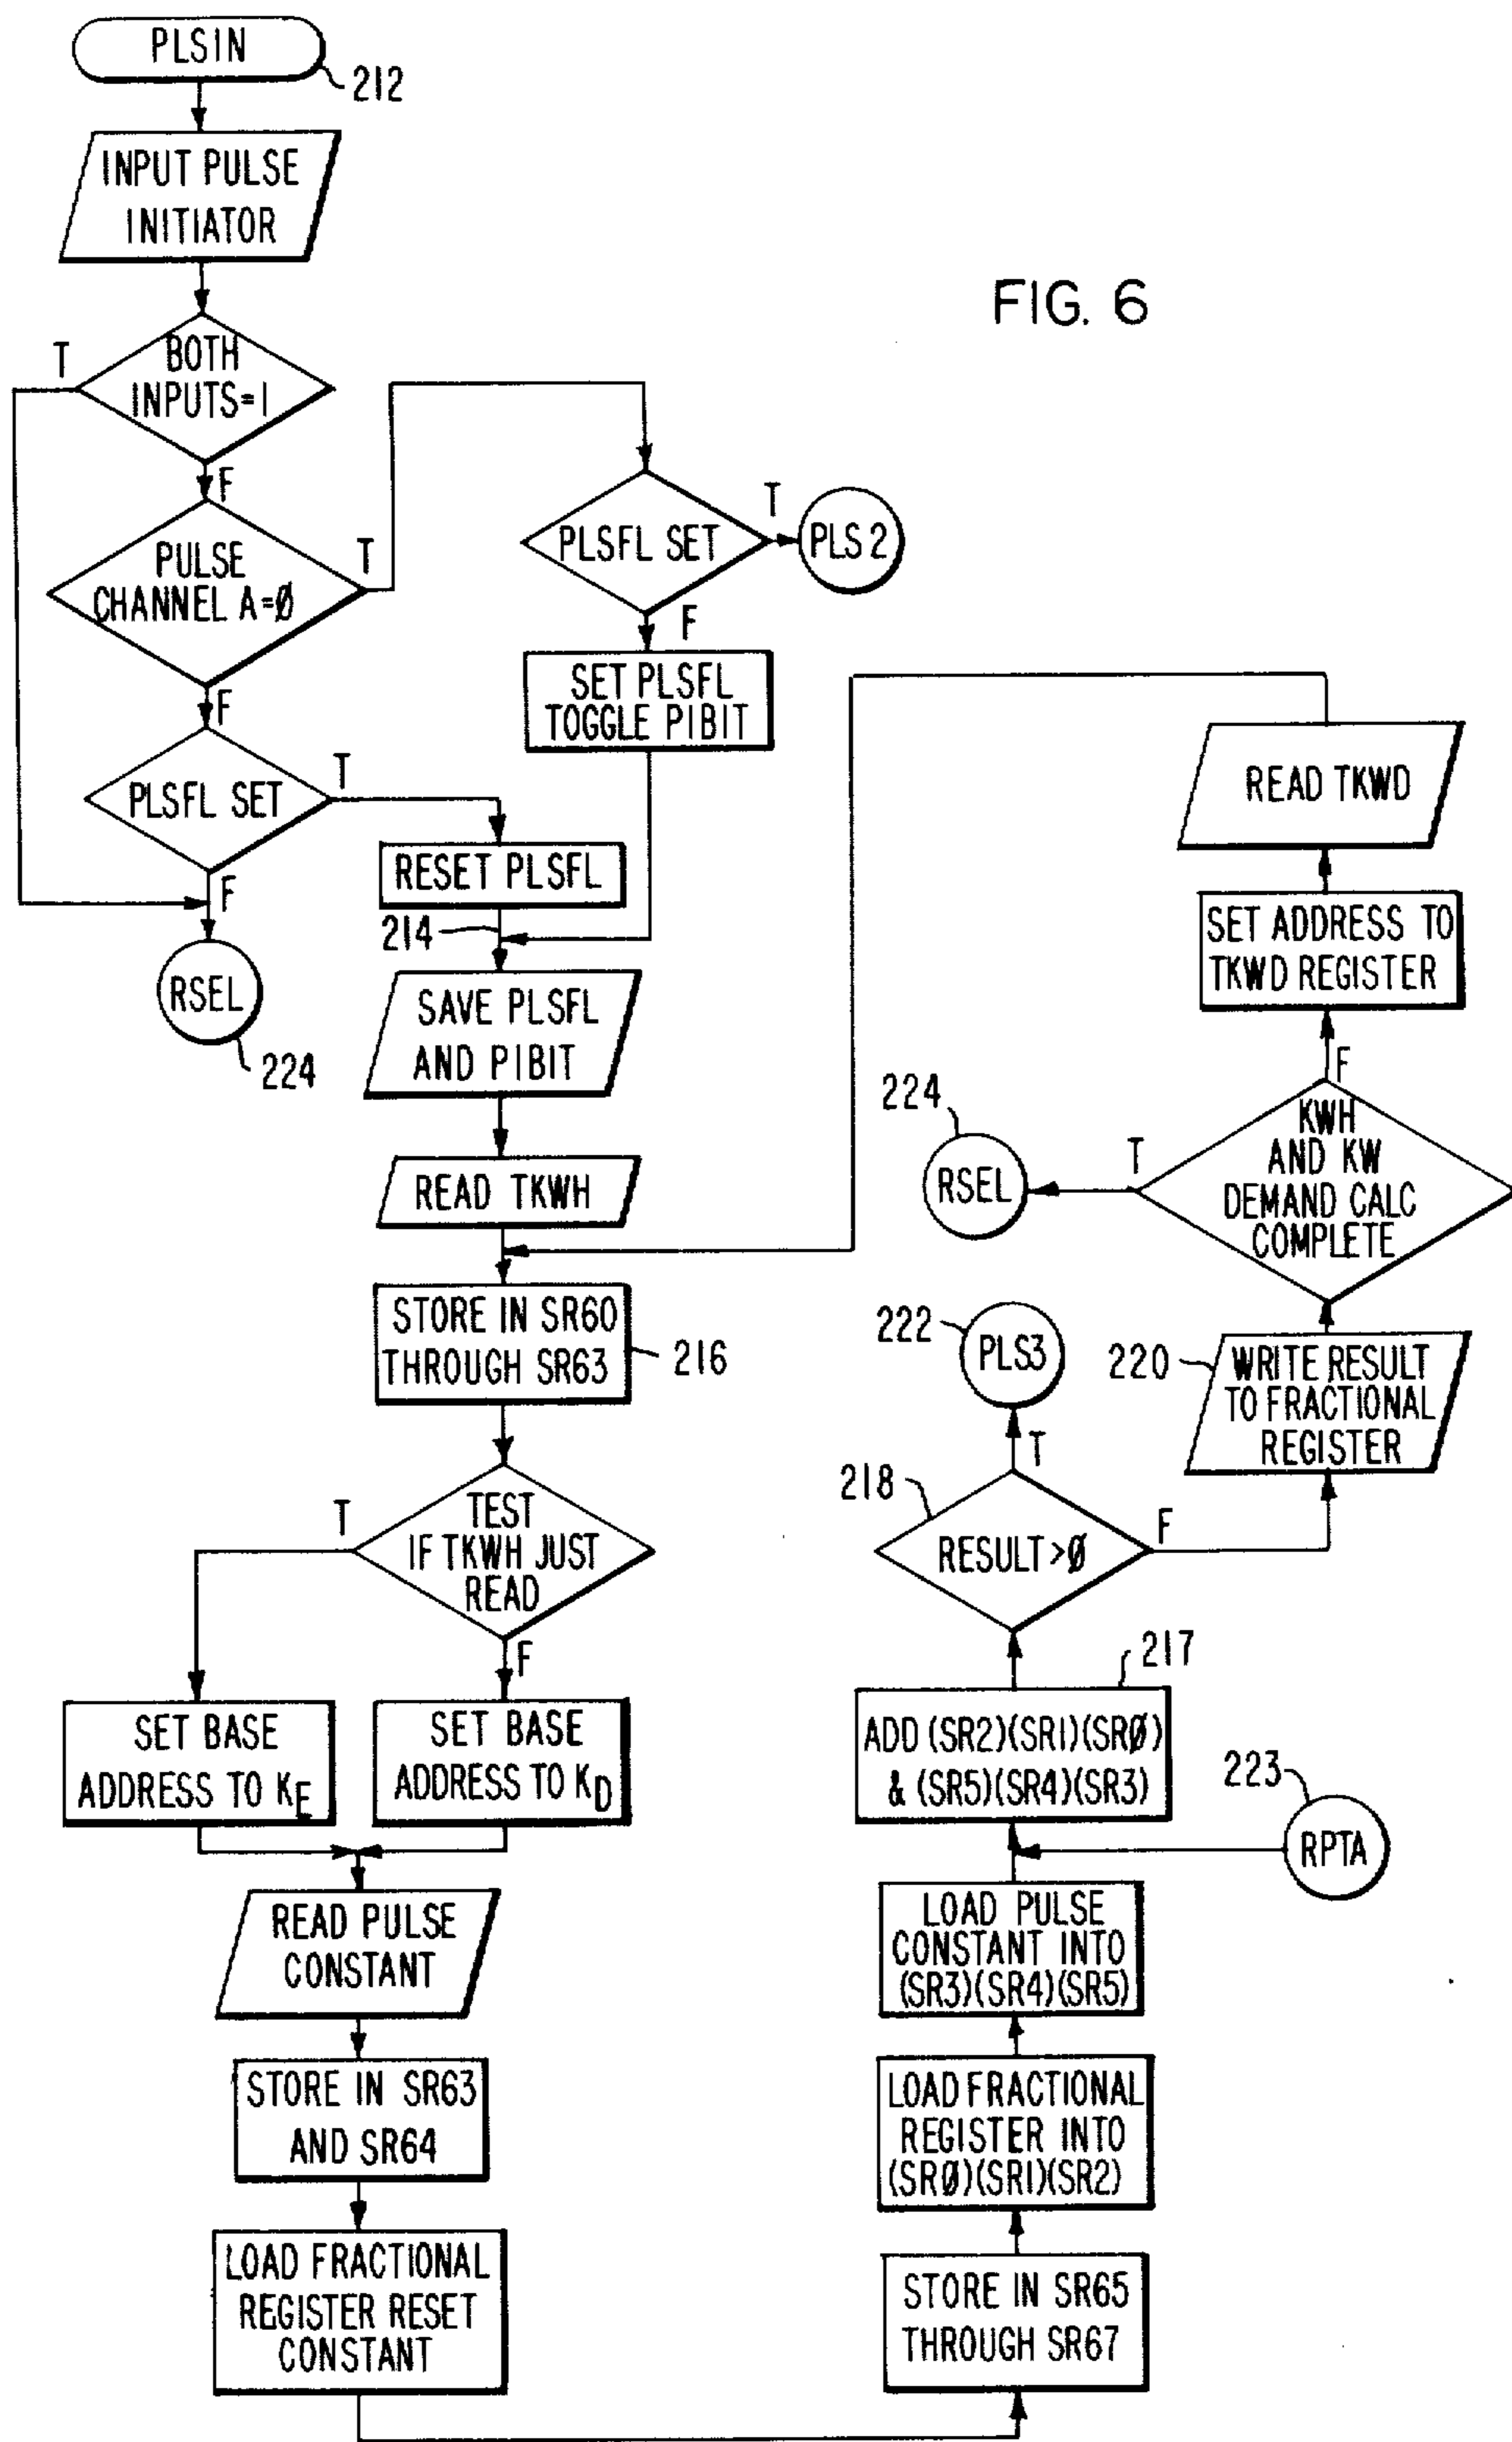 PLSIN
212
INPUT PULSE
INITIATOR
FIG. 6
T
BOTH
INPUTS=1
F
PULSE
CHANNEL A=Ø
T
F
PLSFL SET
T
PLS2
F
SET PLSFL
TOGGLE PIBIT
PLSFL SET
T
F
RSEL
224
RESET PLSFL
214
SAVE PLSFL
AND PIBIT
READ TKWH
STORE IN SR60
THROUGH SR63
216
TEST
IF TKWH JUST
READ
T
F
SET BASE
ADDRESS TO KE
SET BASE
ADDRESS TO KD
READ PULSE
CONSTANT
STORE IN SR63
AND SR64
LOAD FRACTIONAL
REGISTER RESET
CONSTANT
READ TKWD
SET ADDRESS TO
TKWD REGISTER
F
KWH
AND KW
DEMAND CALC
COMPLETE
T
224
RSEL
222
PLS3
220
WRITE RESULT
TO FRACTIONAL
REGISTER
T
218
RESULT >Ø
F
217
ADD (SR2)(SR1)(SRØ)
& (SR5)(SR4)(SR3)
223
RPTA
LOAD PULSE
CONSTANT INTO
(SR3)(SR4)(SR5)
LOAD FRACTIONAL
REGISTER INTO
(SRØ)(SR1)(SR2)
STORE IN SR65
THROUGH SR67